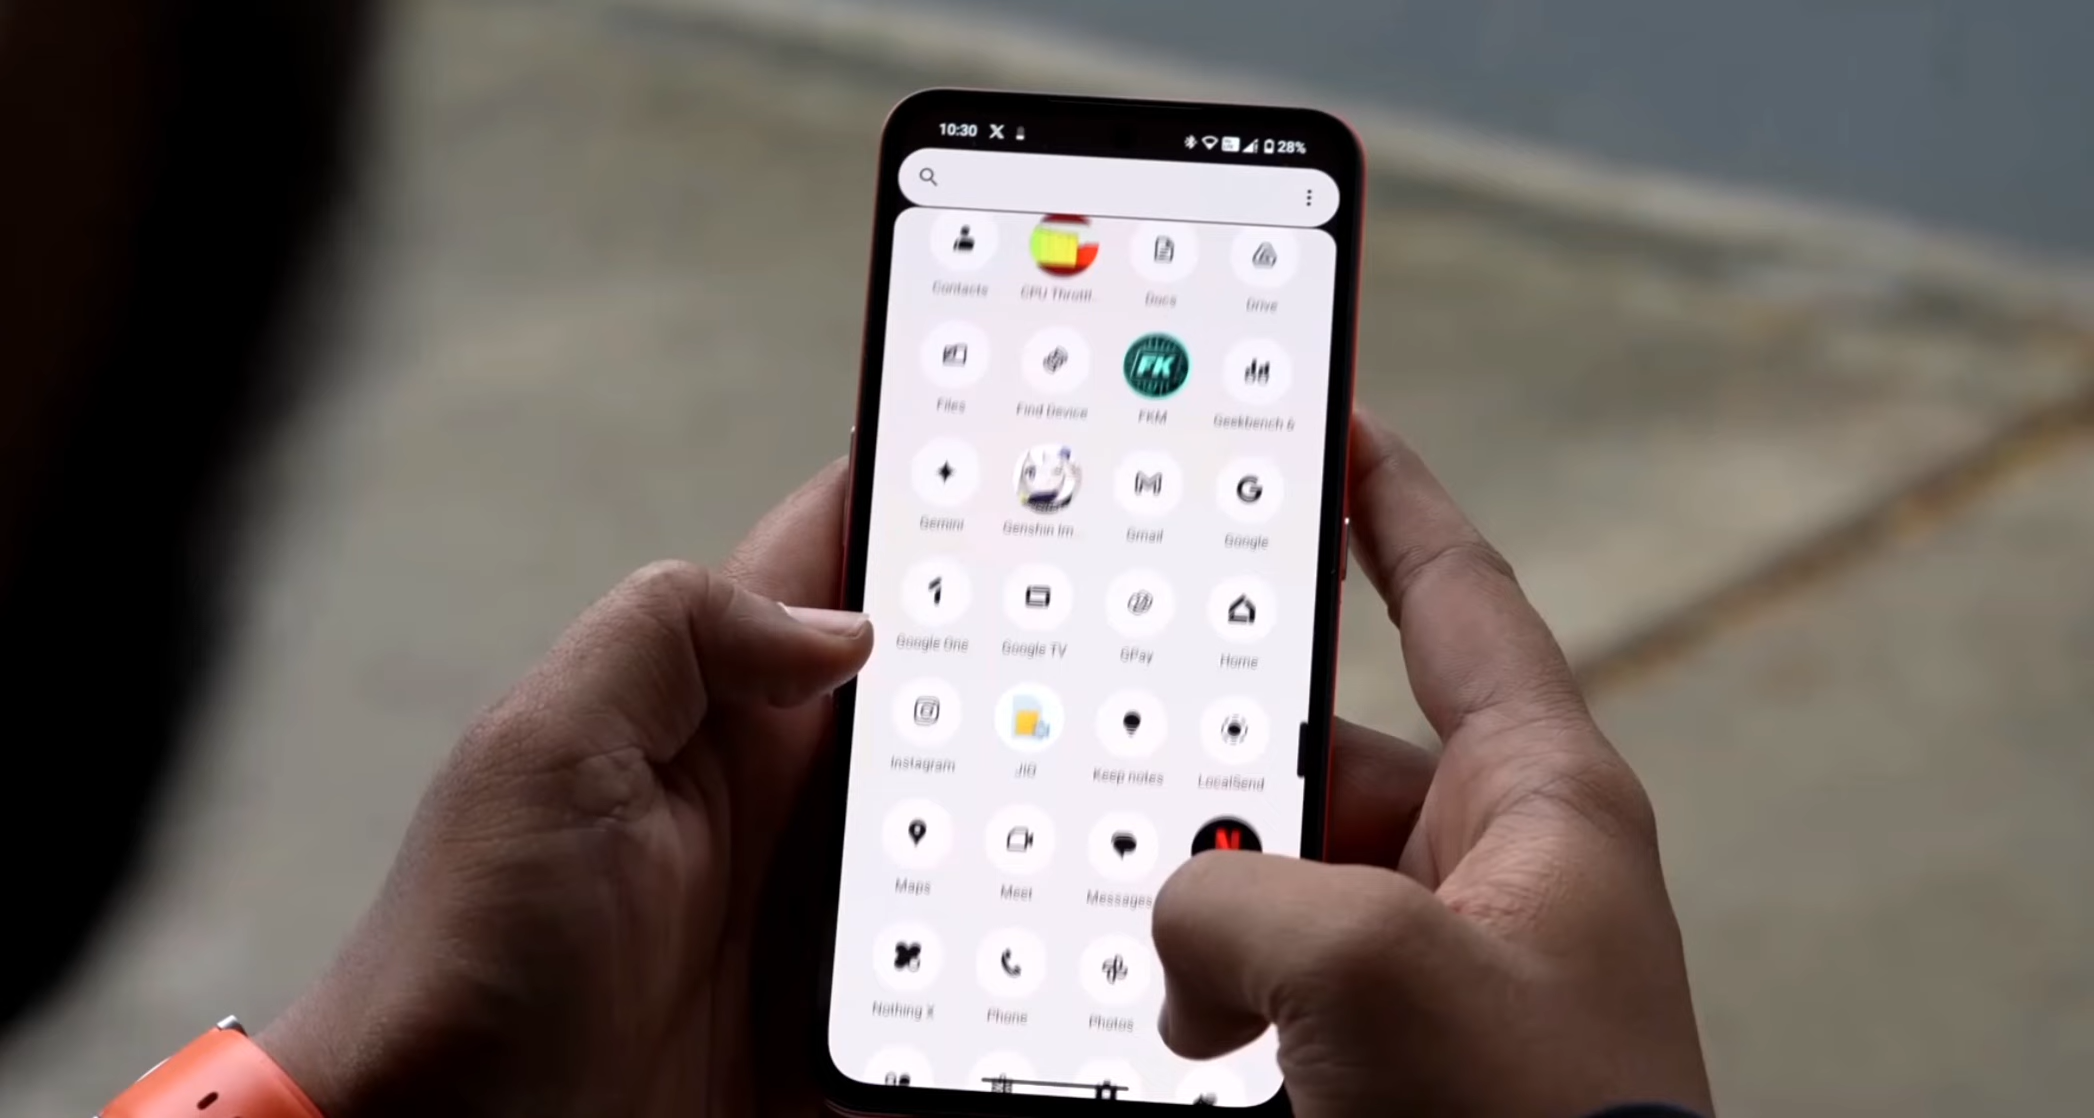 10:30 X 28%
Contacts CPU Throttl... Docs Drive
FK
Files Find Device FKM Geekbench 6
G
Gemini Genshin Im... Gmail Google
Google One Google TV GPay Home
Instagram JIO Keep notes LocalSend
N
Maps Meet Messages
Nothing X Phone Photos